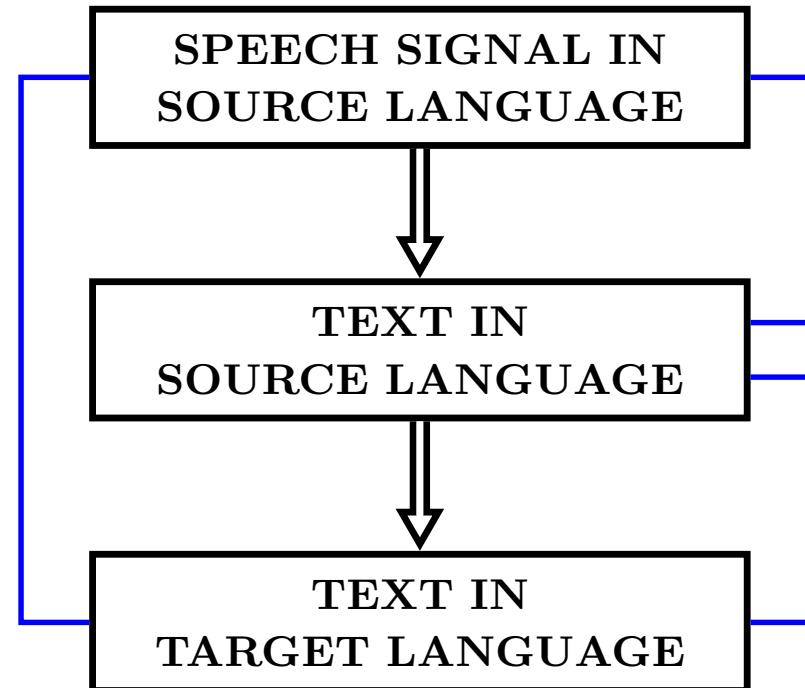 SPEECH SIGNAL IN
SOURCE LANGUAGE
TEXT IN
SOURCE LANGUAGE
TEXT IN
TARGET LANGUAGE